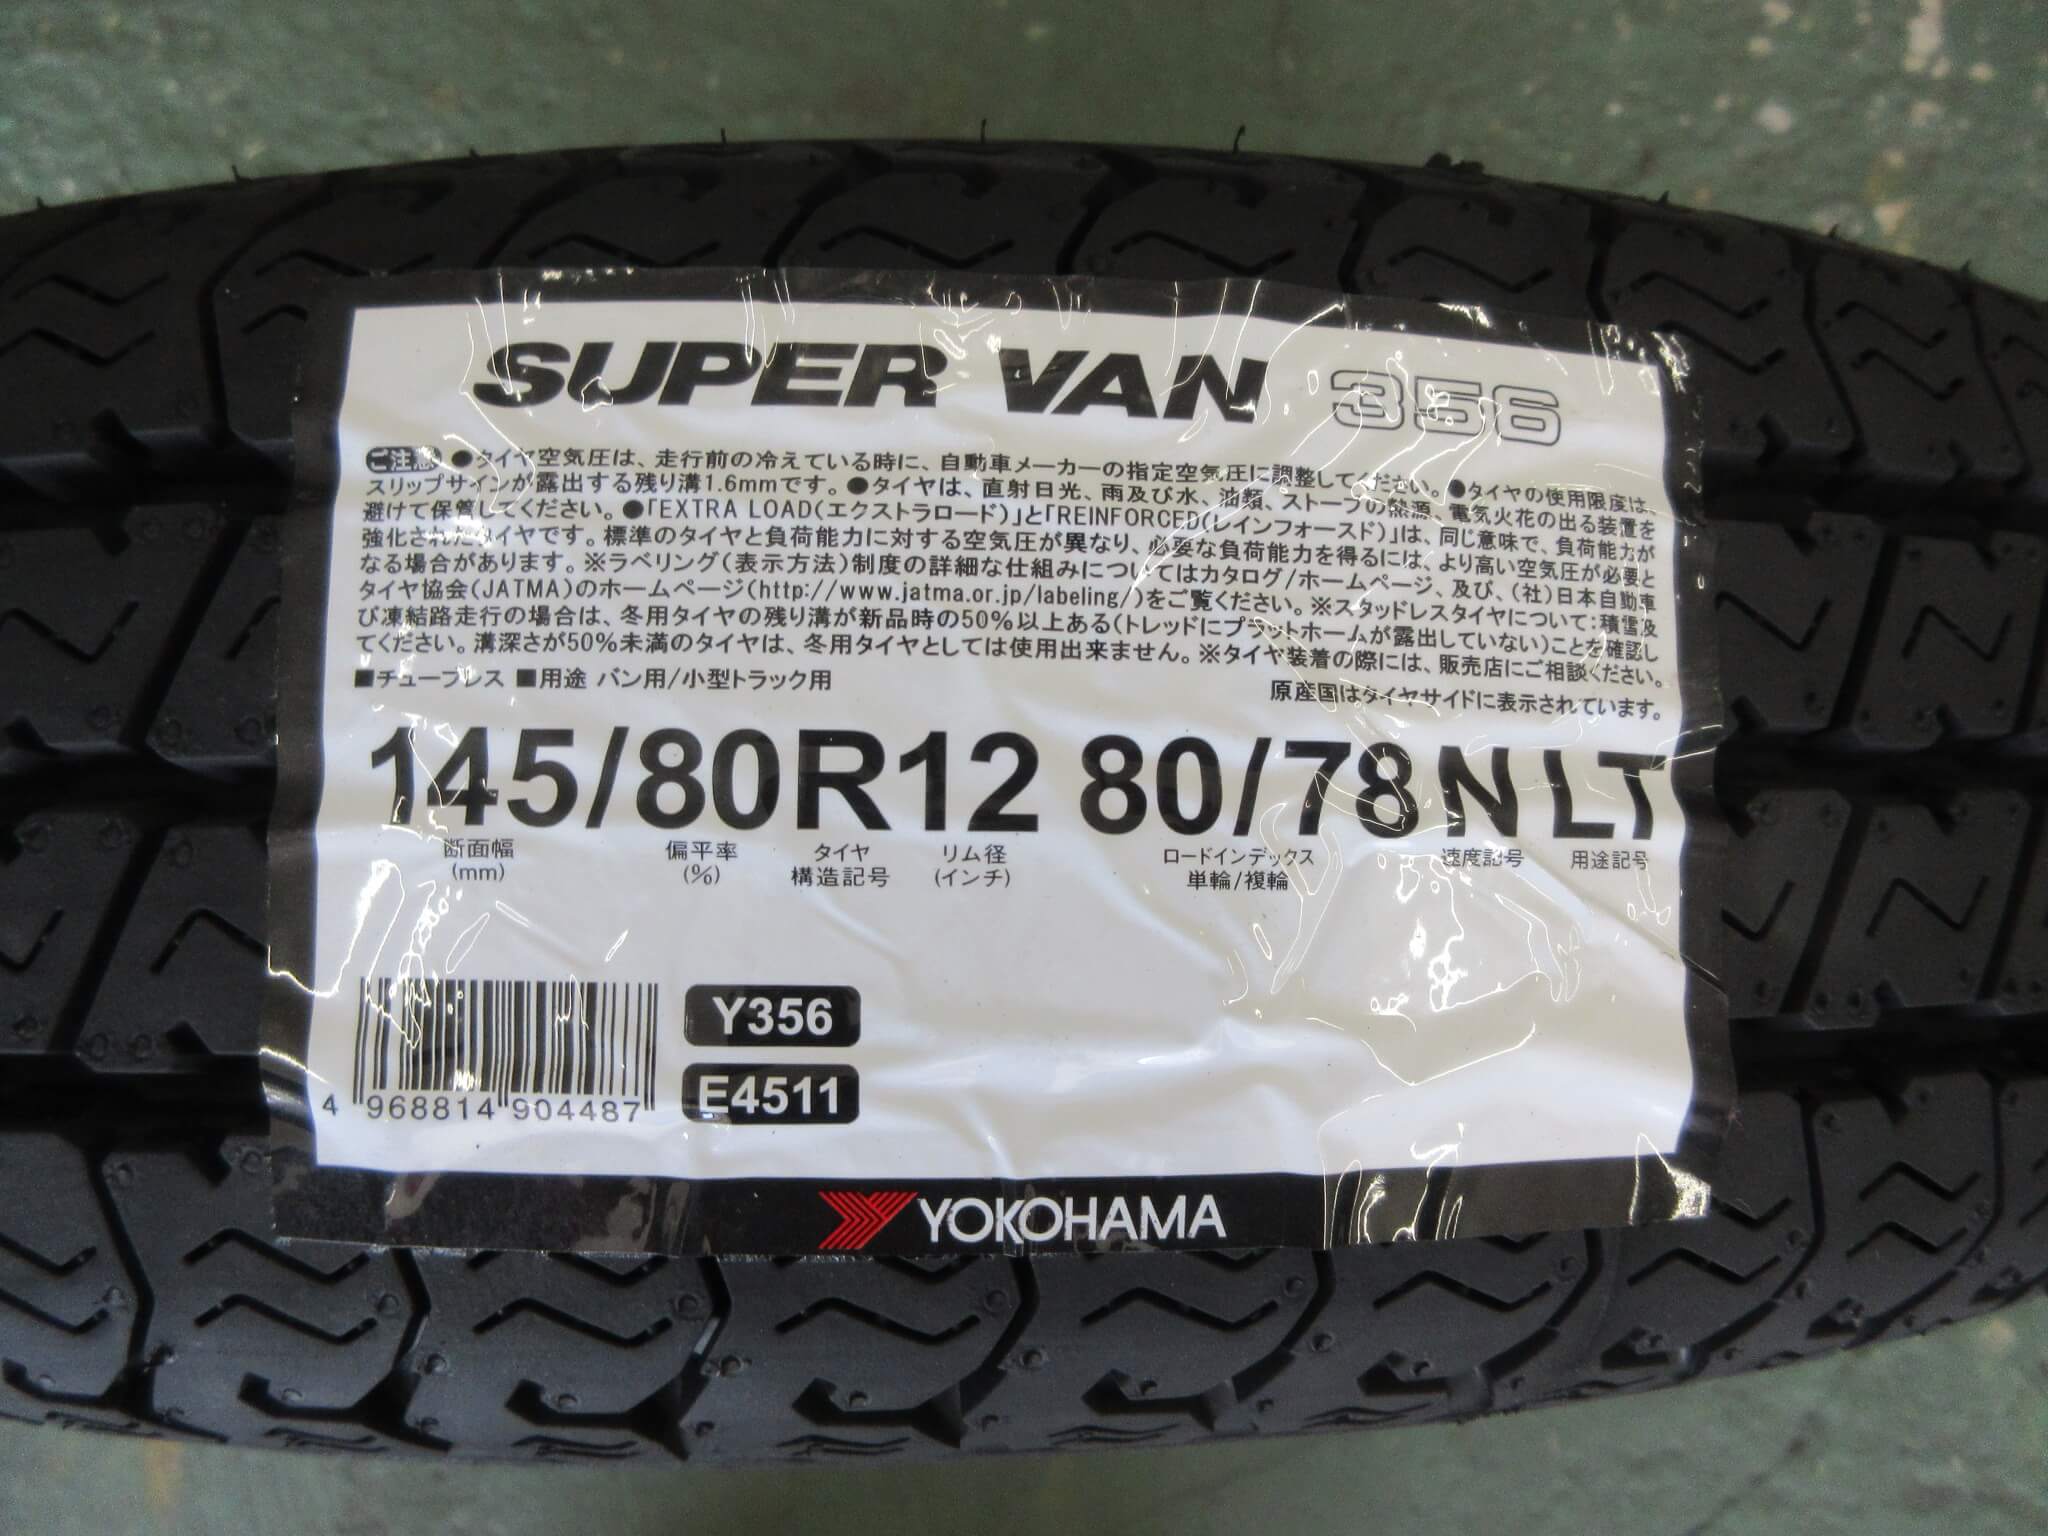 SUPER VAN 356
ご注意 ●タイヤ空気圧は、走行前の冷えている時に、自動車メーカーの指定空気圧に調整してください。●タイヤの使用限度は、
スリップサインが露出する残り溝1.6mmです。●タイヤは、直射日光、雨及び水、油類、ストーブの熱源、電気火花の出る装置を
避けて保管してください。●「EXTRA LOAD(エクストラロード)」と「REINFORCED(レインフォースド)」は、同じ意味で、負荷能力が
強化されたタイヤです。標準のタイヤと負荷能力に対する空気圧が異なり、必要な負荷能力を得るには、より高い空気圧が必要と
なる場合があります。※ラベリング(表示方法)制度の詳細な仕組みについてはカタログ/ホームページ、及び、(社)日本自動車
タイヤ協会(JATMA)のホームページ(http://www.jatma.or.jp/labeling/)をご覧ください。※スタッドレスタイヤについて:積雪及
び凍結路走行の場合は、冬用タイヤの残り溝が新品時の50%以上ある(トレッドにプラットホームが露出していない)ことを確認し
てください。溝深さが50%未満のタイヤは、冬用タイヤとしては使用出来ません。※タイヤ装着の際には、販売店にご相談ください。
■チューブレス ■用途 バン用/小型トラック用
原産国はタイヤサイドに表示されています。
145/80R12 80/78N LT
断面幅 偏平率 タイヤ リム径 ロードインデックス 速度記号 用途記号
(mm) (%) 構造記号 (インチ) 単輪/複輪
Y356
E4511
4 968814 904487
YOKOHAMA